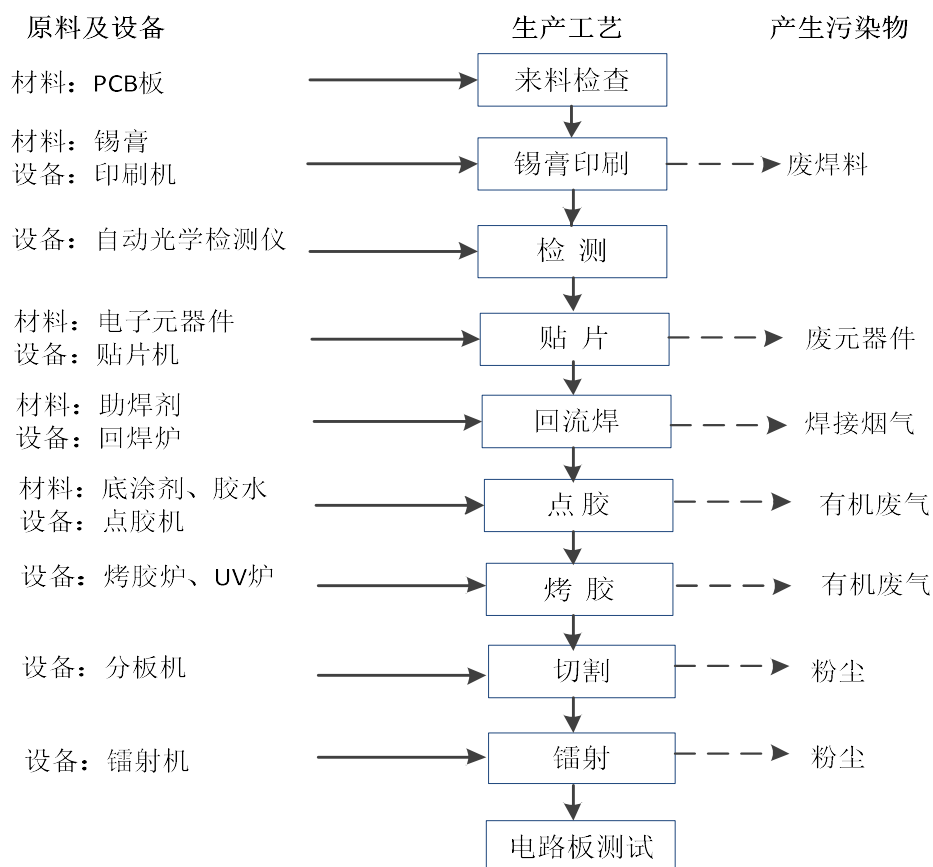 原料及设备 生产工艺 产生污染物
材料：PCB板 来料检查
材料：锡膏
设备：印刷机 锡膏印刷 废焊料
设备：自动光学检测仪 检 测
材料：电子元器件
设备：贴片机 贴 片 废元器件
材料：助焊剂
设备：回焊炉 回流焊 焊接烟气
材料：底涂剂、胶水
设备：点胶机 点 胶 有机废气
设备：烤胶炉、UV炉 烤 胶 有机废气
设备：分板机 切割 粉尘
设备：镭射机 镭射 粉尘
电路板测试